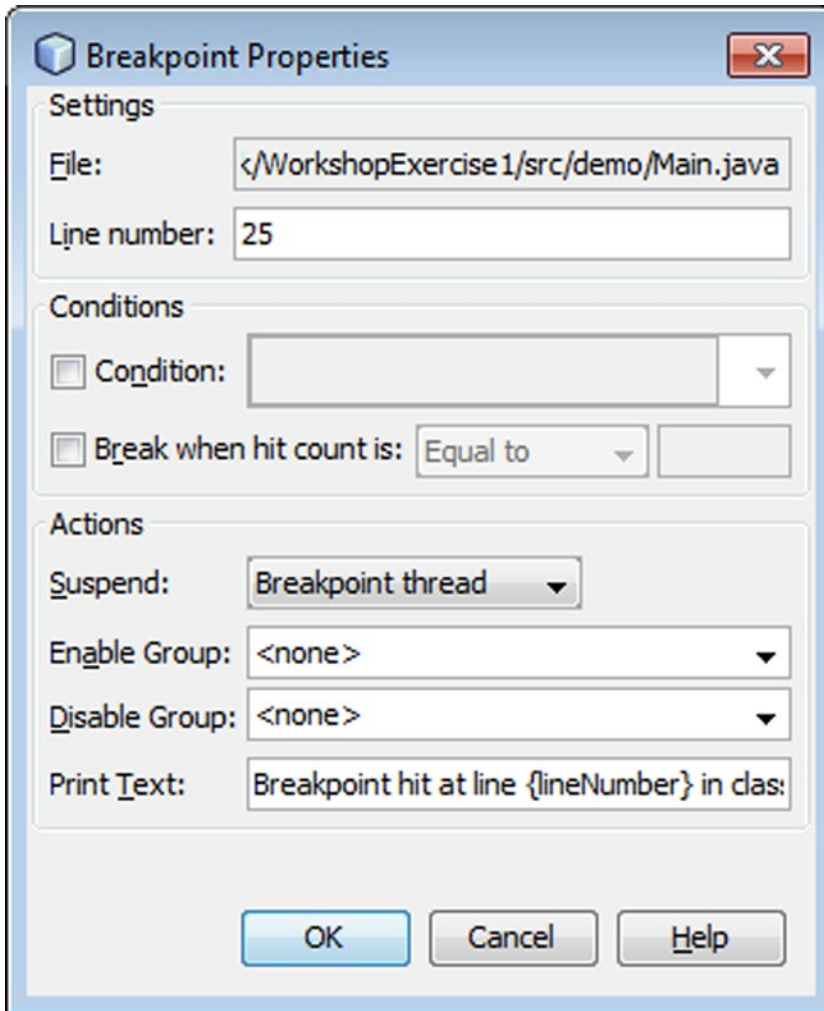 Breakpoint Properties
Settings
File: </WorkshopExercise1/src/demo/Main.java
Line number: 25
Conditions
Condition:
Break when hit count is: Equal to
Actions
Suspend: Breakpoint thread
Enable Group: <none>
Disable Group: <none>
Print Text: Breakpoint hit at line {lineNumber} in clas
OK Cancel Help